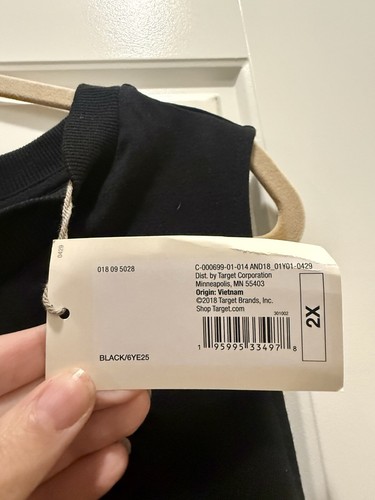 0429
018 09 5028
C-000699-01-014 AND18_01Y01-0429
Dist. by Target Corporation
Minneapolis, MN 55403
Origin: Vietnam
©2018 Target Brands, Inc.
Shop Target.com
301002
1 95995 33497 8
2X
BLACK/6YE25